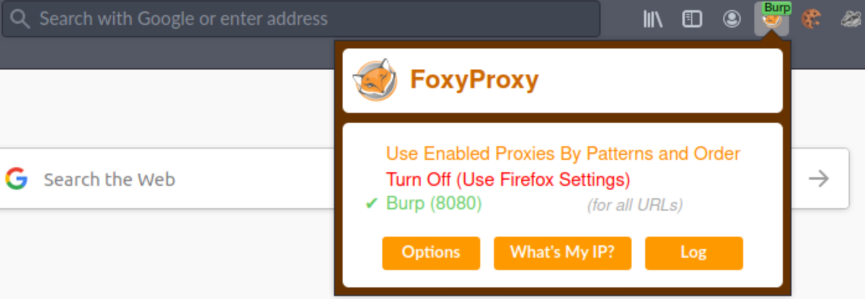 Search with Google or enter address
Burp
FoxyProxy
Use Enabled Proxies By Patterns and Order
Turn Off (Use Firefox Settings)
✔ Burp (8080) (for all URLs)
Search the Web
Options What's My IP? Log